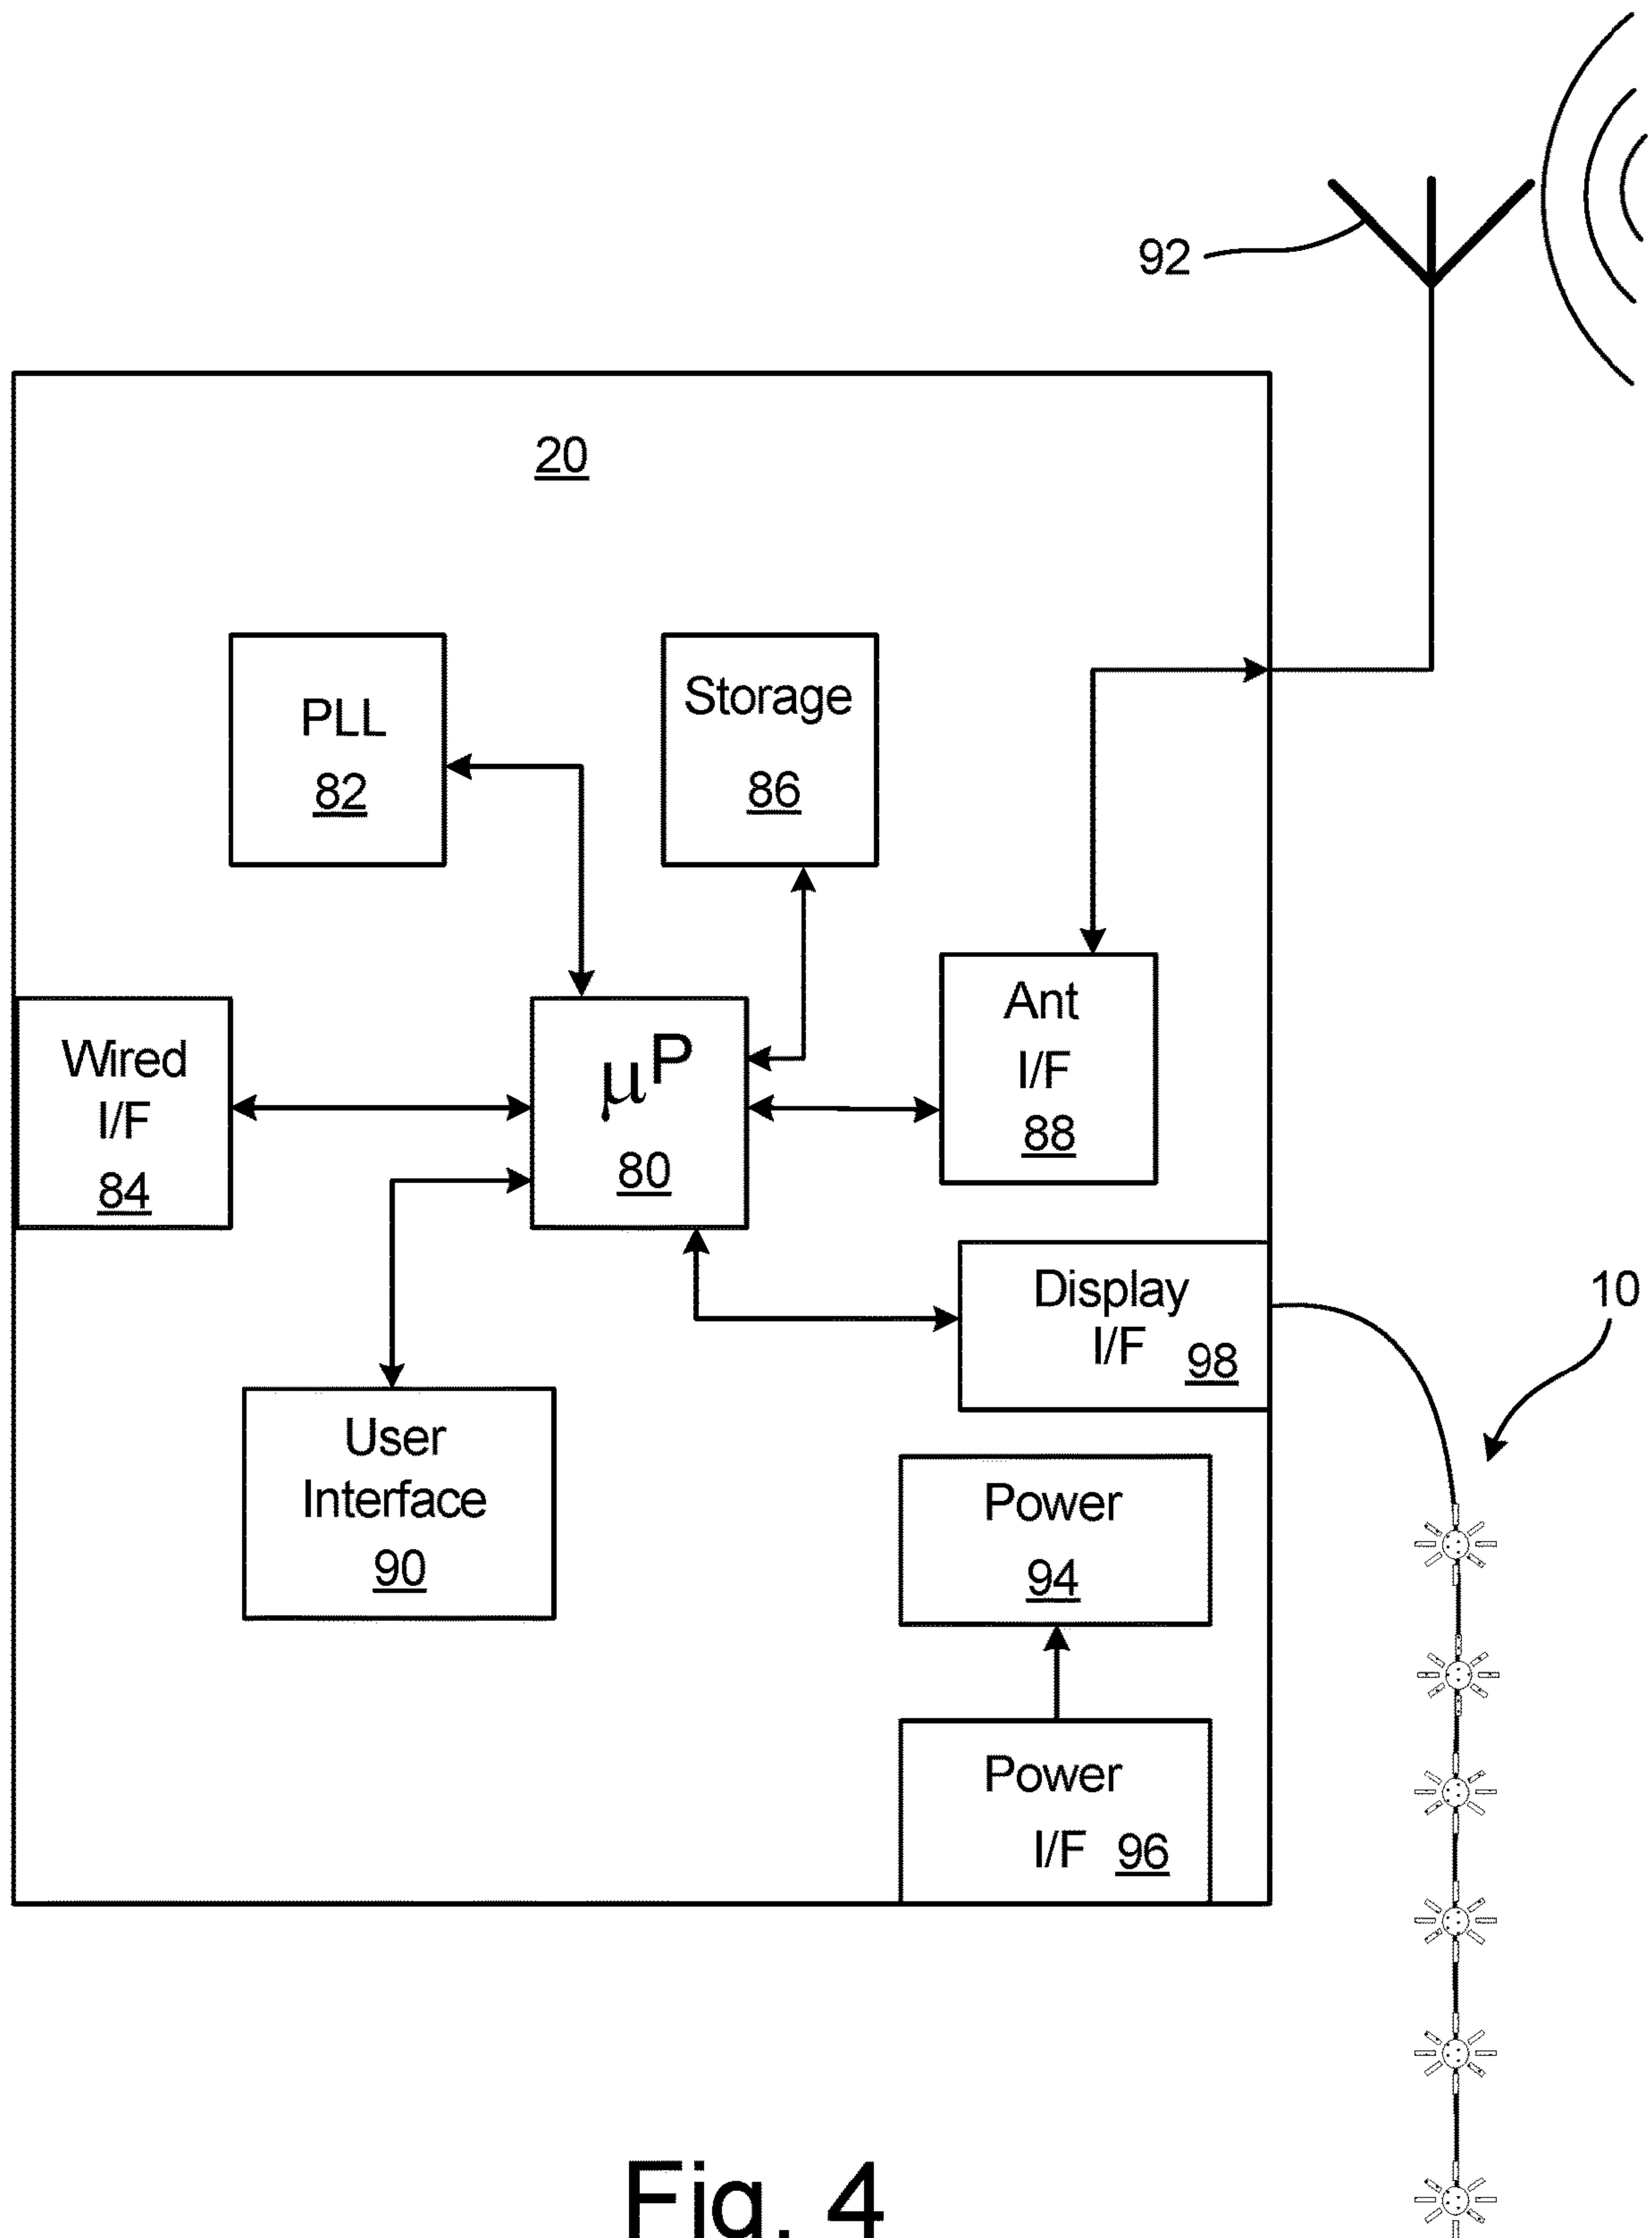 92
20
PLL
82
Storage
86
Ant
I/F
88
Wired
I/F
84
µP
80
Display
I/F 98
10
User
Interface
90
Power
94
Power
I/F 96
Fig. 4